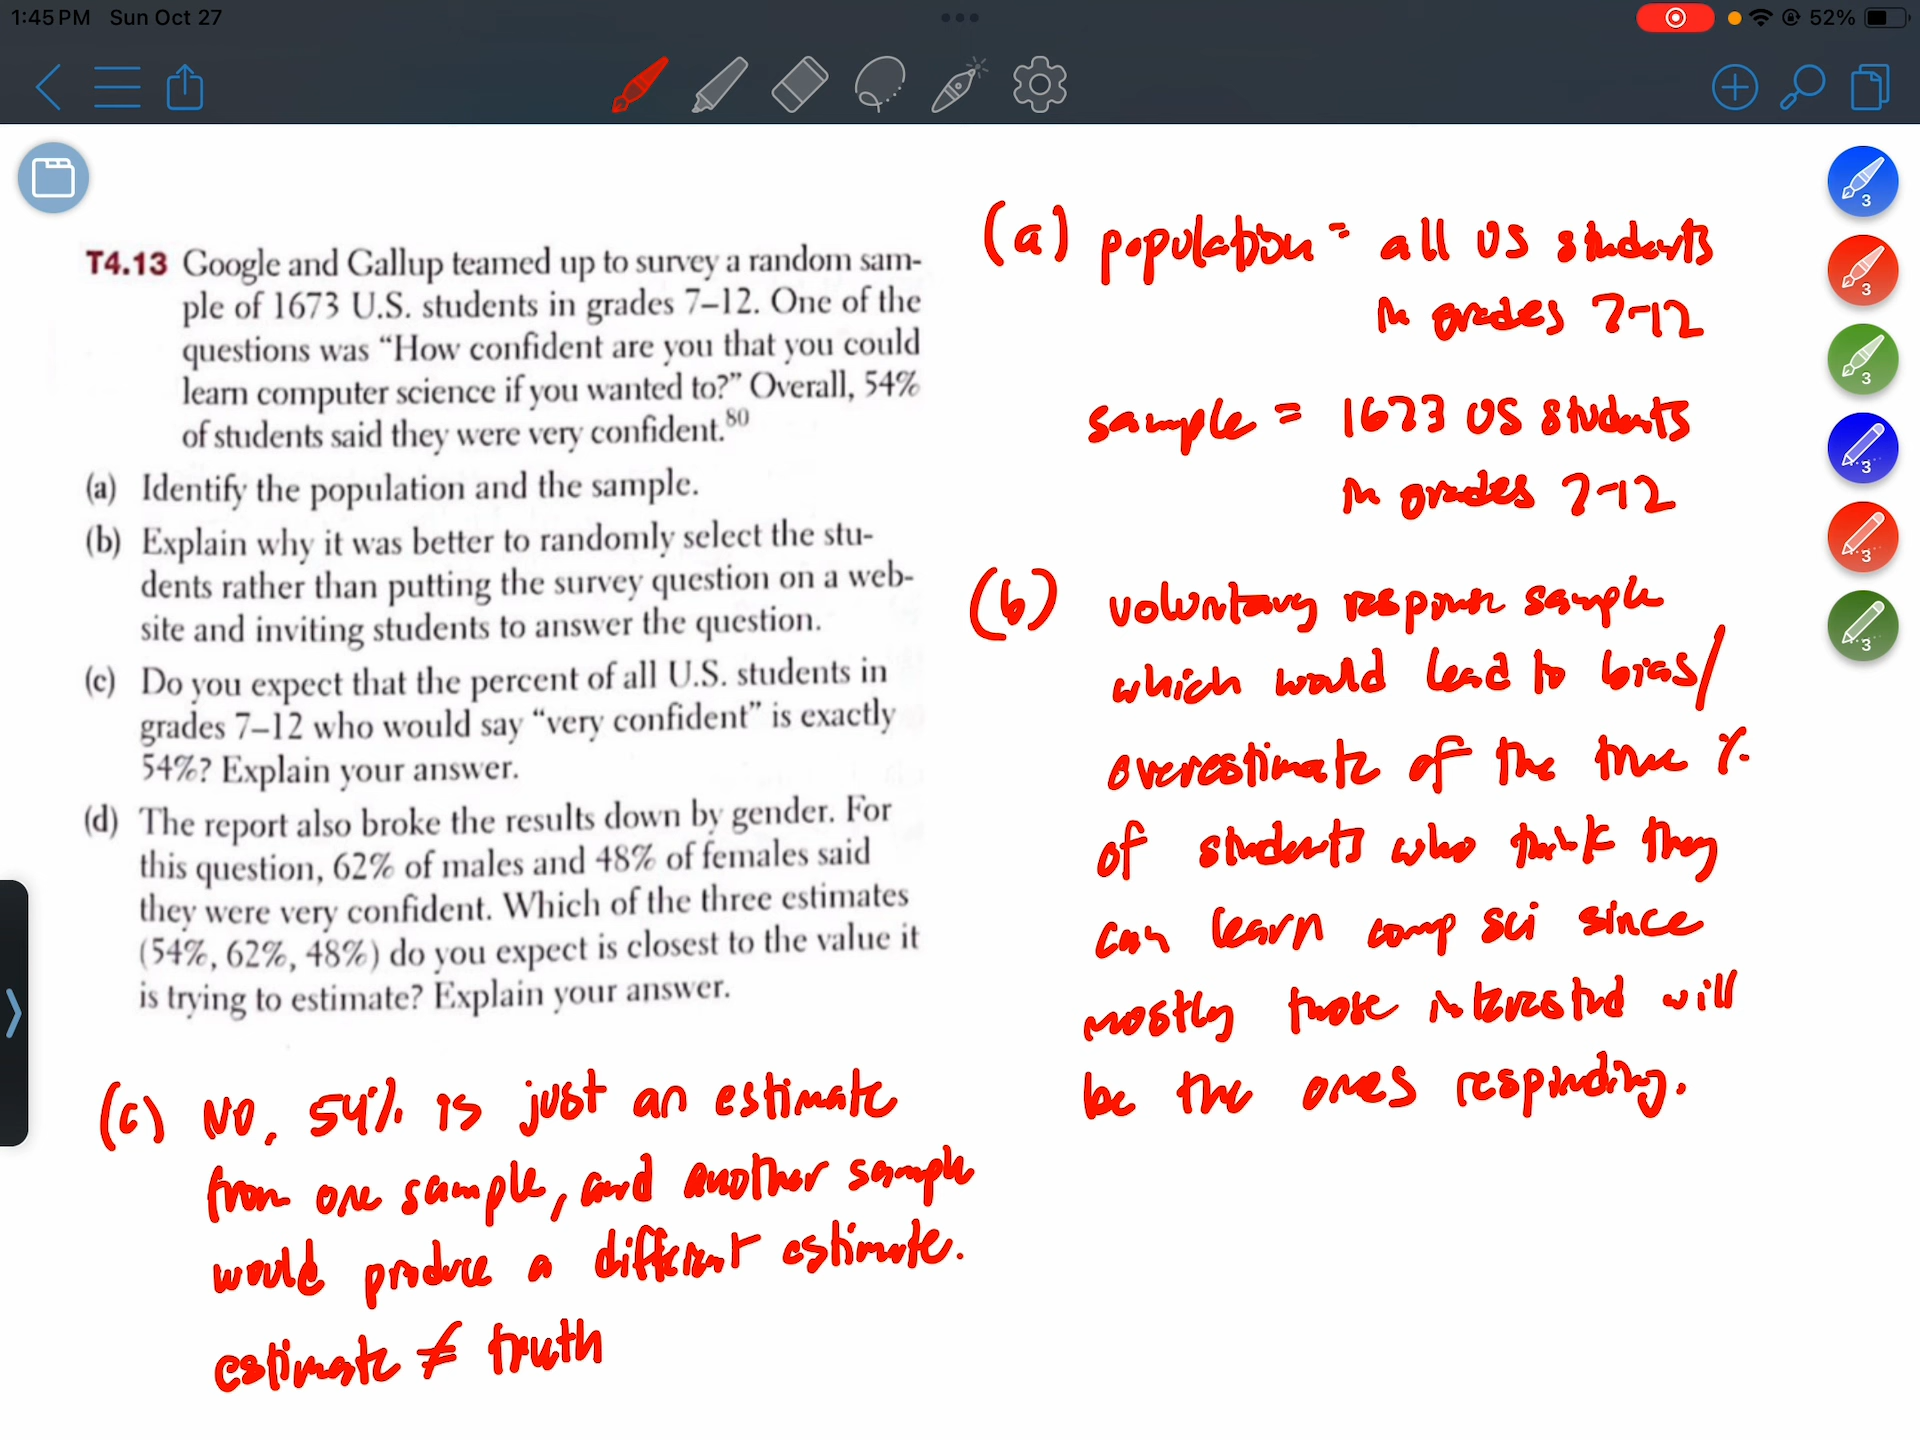 1:45 PM Sun Oct 27
52%
T4.13 Google and Gallup teamed up to survey a random sam-
ple of 1673 U.S. students in grades 7–12. One of the
questions was “How confident are you that you could
learn computer science if you wanted to?” Overall, 54%
of students said they were very confident.80
(a) Identify the population and the sample.
(b) Explain why it was better to randomly select the stu-
dents rather than putting the survey question on a web-
site and inviting students to answer the question.
(c) Do you expect that the percent of all U.S. students in
grades 7–12 who would say “very confident” is exactly
54%? Explain your answer.
(d) The report also broke the results down by gender. For
this question, 62% of males and 48% of females said
they were very confident. Which of the three estimates
(54%, 62%, 48%) do you expect is closest to the value it
is trying to estimate? Explain your answer.
(a) population = all US students
in grades 7-12
sample = 1673 US students
in grades 7-12
(b) voluntary response sample
which would lead to bias/
overestimate of the true %
of students who think they
can learn comp sci since
mostly those interested will
be the ones responding.
(c) NO, 54% is just an estimate
from one sample, and another sample
would produce a different estimate.
estimate ≠ truth
3
3
3
3
3
3